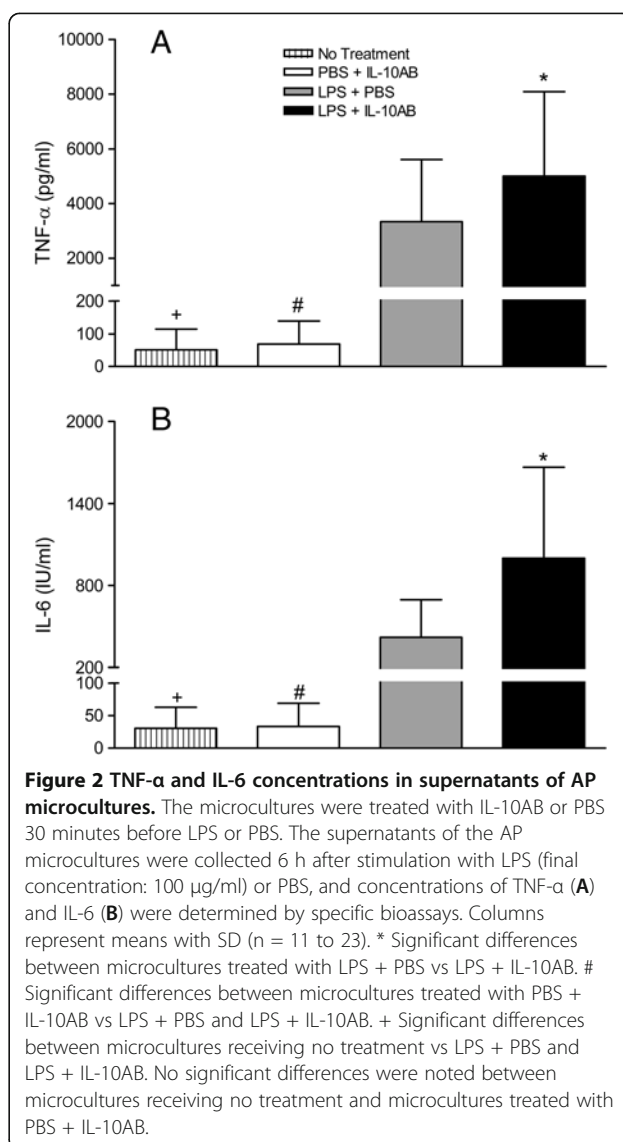 A
10000
8000
6000
4000
2000
200
100
0
TNF-α (pg/ml)
No Treatment
PBS + IL-10AB
LPS + PBS
LPS + IL-10AB
+
#
*
B
2000
1400
800
200
100
50
0
IL-6 (IU/ml)
+
#
*
Figure 2 TNF-α and IL-6 concentrations in supernatants of AP
microcultures. The microcultures were treated with IL-10AB or PBS
30 minutes before LPS or PBS. The supernatants of the AP
microcultures were collected 6 h after stimulation with LPS (final
concentration: 100 μg/ml) or PBS, and concentrations of TNF-α (A)
and IL-6 (B) were determined by specific bioassays. Columns
represent means with SD (n = 11 to 23). * Significant differences
between microcultures treated with LPS + PBS vs LPS + IL-10AB. #
Significant differences between microcultures treated with PBS +
IL-10AB vs LPS + PBS and LPS + IL-10AB. + Significant differences
between microcultures receiving no treatment vs LPS + PBS and
LPS + IL-10AB. No significant differences were noted between
microcultures receiving no treatment and microcultures treated with
PBS + IL-10AB.